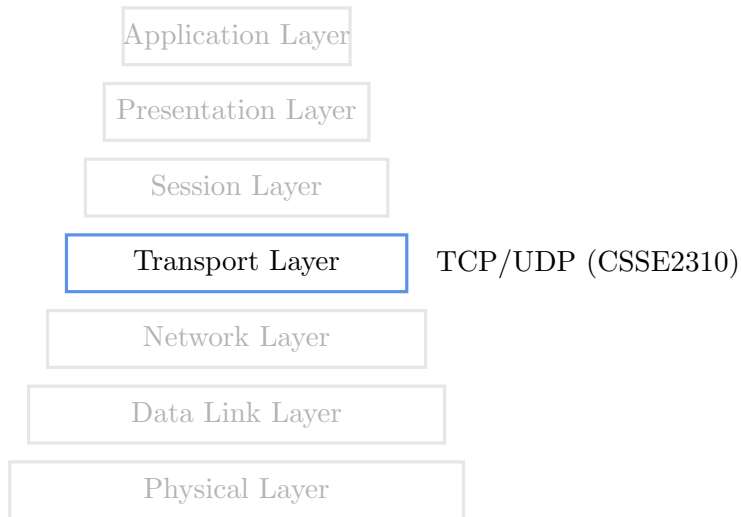 Application Layer
Presentation Layer
Session Layer
Transport Layer TCP/UDP (CSSE2310)
Network Layer
Data Link Layer
Physical Layer